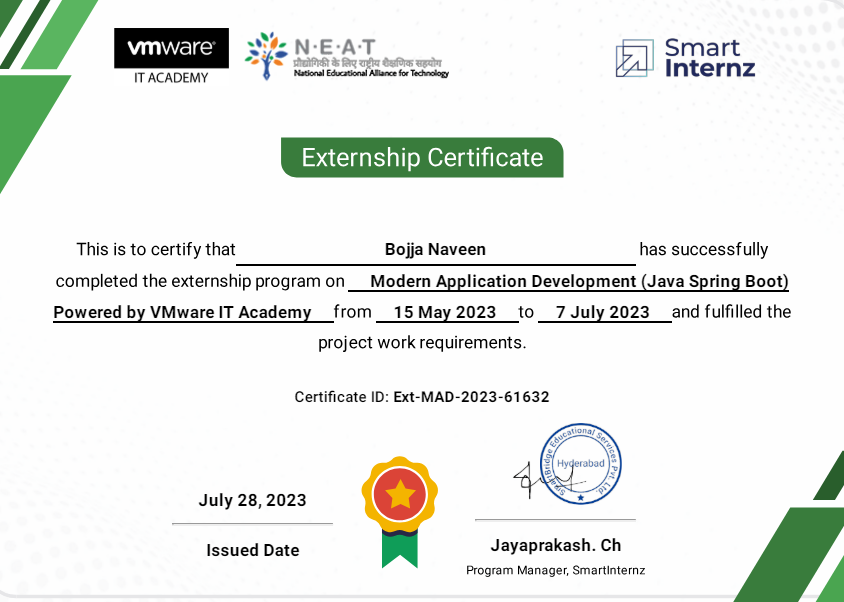 vmware®
IT ACADEMY
N·E·A·T
प्रौद्योगिकी के लिए राष्ट्रीय शैक्षणिक सहयोग
National Educational Alliance for Technology
Smart
Internz
Externship Certificate
This is to certify that Bojja Naveen has successfully
completed the externship program on Modern Application Development (Java Spring Boot)
Powered by VMware IT Academy from 15 May 2023 to 7 July 2023 and fulfilled the
project work requirements.
Certificate ID: Ext-MAD-2023-61632
SmartBridge Educational Services Pvt. Ltd.
Hyderabad
July 28, 2023
Issued Date
Jayaprakash. Ch
Program Manager, SmartInternz